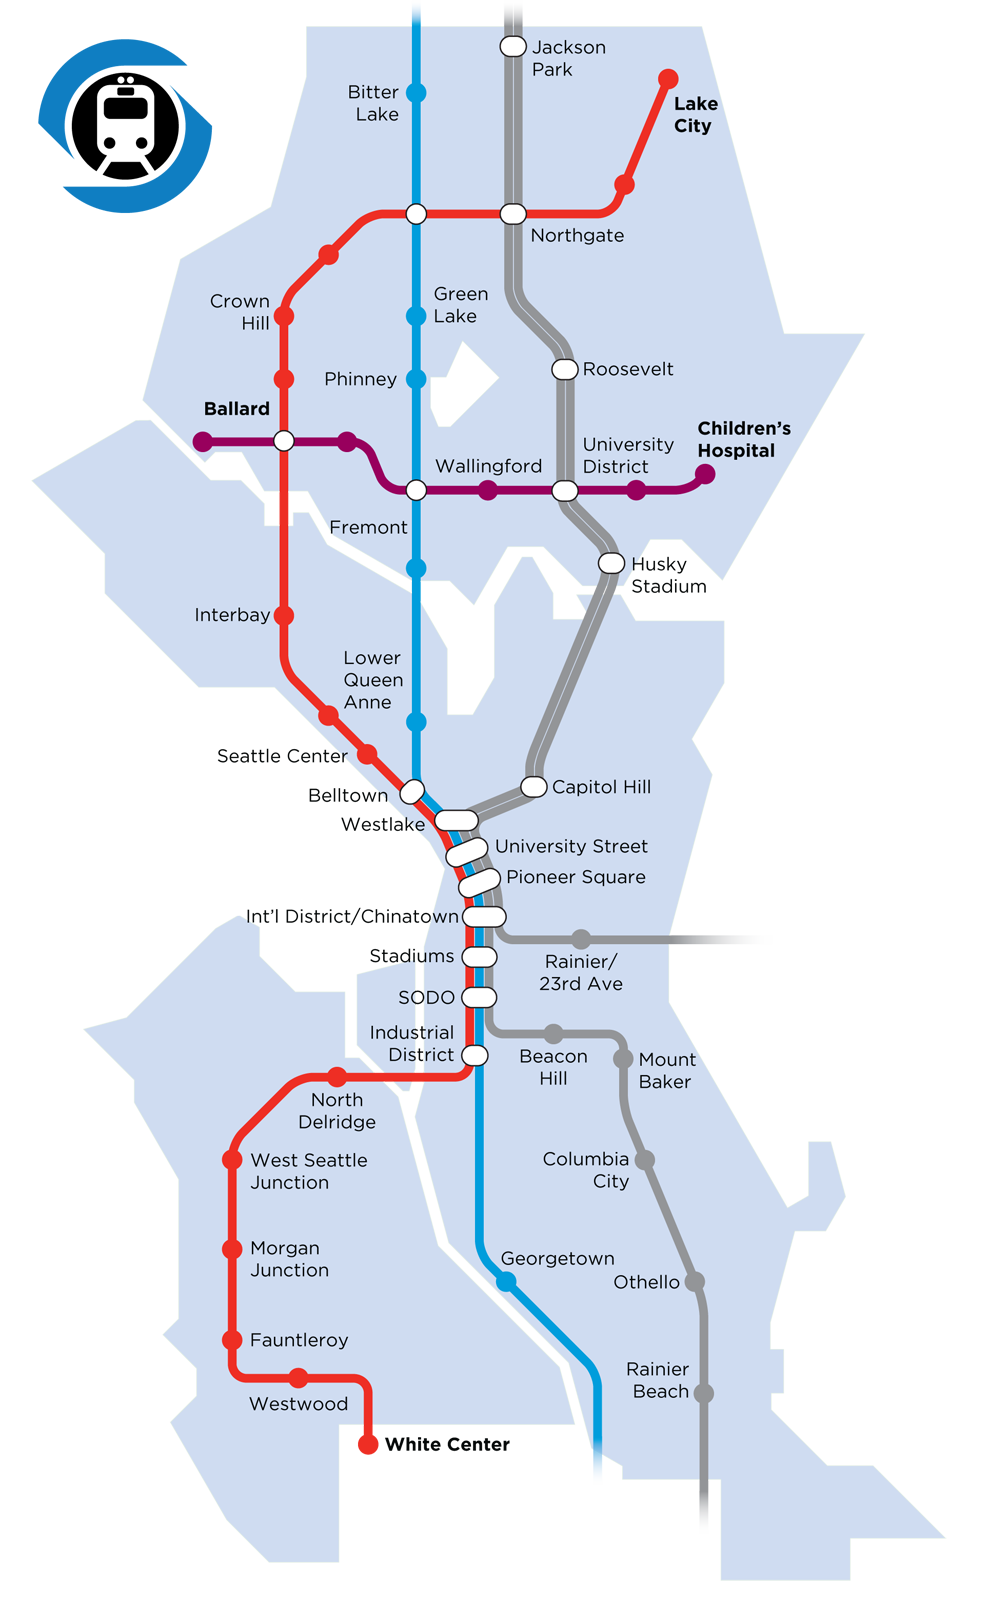 Jackson
Park
Bitter
Lake
Lake
City
Northgate
Green
Lake
Crown
Hill
Roosevelt
Phinney
Ballard
Children's
Hospital
University
District
Wallingford
Fremont
Husky
Stadium
Interbay
Lower
Queen
Anne
Seattle Center
Capitol Hill
Belltown
Westlake
University Street
Pioneer Square
Int'l District/Chinatown
Stadiums
Rainier/
23rd Ave
SODO
Industrial
District
Beacon
Hill
Mount
Baker
North
Delridge
West Seattle
Junction
Columbia
City
Morgan
Junction
Georgetown
Othello
Fauntleroy
Rainier
Beach
Westwood
White Center